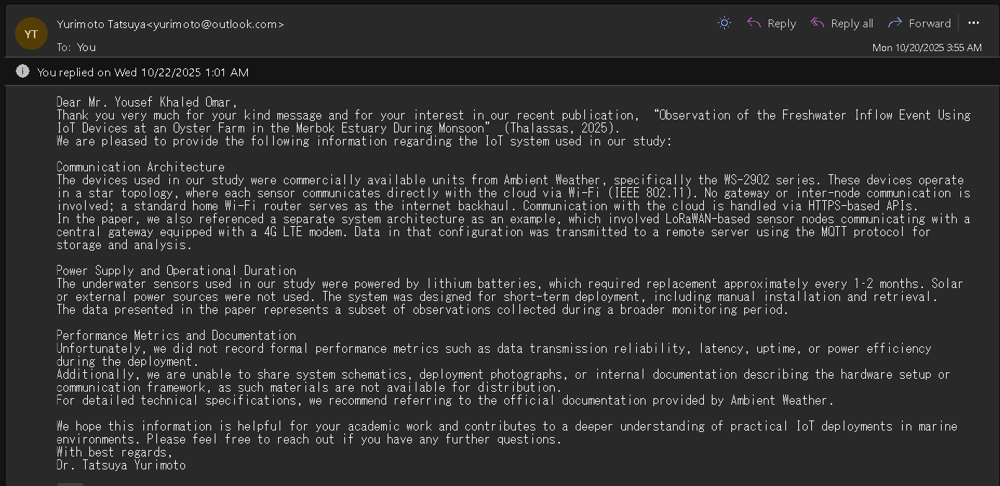 YT
Yurimoto Tatsuya<yurimoto@outlook.com>
To: You
Reply
Reply all
Forward
Mon 10/20/2025 3:55 AM
You replied on Wed 10/22/2025 1:01 AM
Dear Mr. Yousef Khaled Omar,
Thank you very much for your kind message and for your interest in our recent publication, “Observation of the Freshwater Inflow Event Using
IoT Devices at an Oyster Farm in the Merbok Estuary During Monsoon” (Thalassas, 2025).
We are pleased to provide the following information regarding the IoT system used in our study:
Communication Architecture
The devices used in our study were commercially available units from Ambient Weather, specifically the WS-2902 series. These devices operate
in a star topology, where each sensor communicates directly with the cloud via Wi-Fi (IEEE 802.11). No gateway or inter-node communication is
involved; a standard home Wi-Fi router serves as the internet backhaul. Communication with the cloud is handled via HTTPS-based APIs.
In the paper, we also referenced a separate system architecture as an example, which involved LoRaWAN-based sensor nodes communicating with a
central gateway equipped with a 4G LTE modem. Data in that configuration was transmitted to a remote server using the MQTT protocol for
storage and analysis.
Power Supply and Operational Duration
The underwater sensors used in our study were powered by lithium batteries, which required replacement approximately every 1-2 months. Solar
or external power sources were not used. The system was designed for short-term deployment, including manual installation and retrieval.
The data presented in the paper represents a subset of observations collected during a broader monitoring period.
Performance Metrics and Documentation
Unfortunately, we did not record formal performance metrics such as data transmission reliability, latency, uptime, or power efficiency
during the deployment.
Additionally, we are unable to share system schematics, deployment photographs, or internal documentation describing the hardware setup or
communication framework, as such materials are not available for distribution.
For detailed technical specifications, we recommend referring to the official documentation provided by Ambient Weather.
We hope this information is helpful for your academic work and contributes to a deeper understanding of practical IoT deployments in marine
environments. Please feel free to reach out if you have any further questions.
With best regards,
Dr. Tatsuya Yurimoto